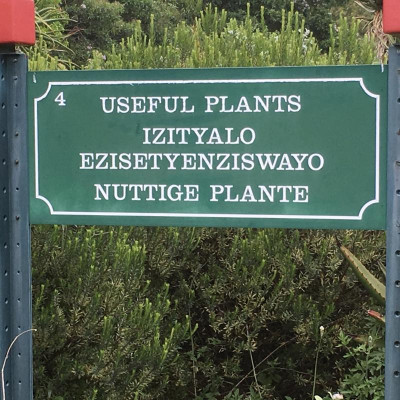 4
USEFUL PLANTS
IZITYALO
EZISETYENZISWAYO
NUTTIGE PLANTE